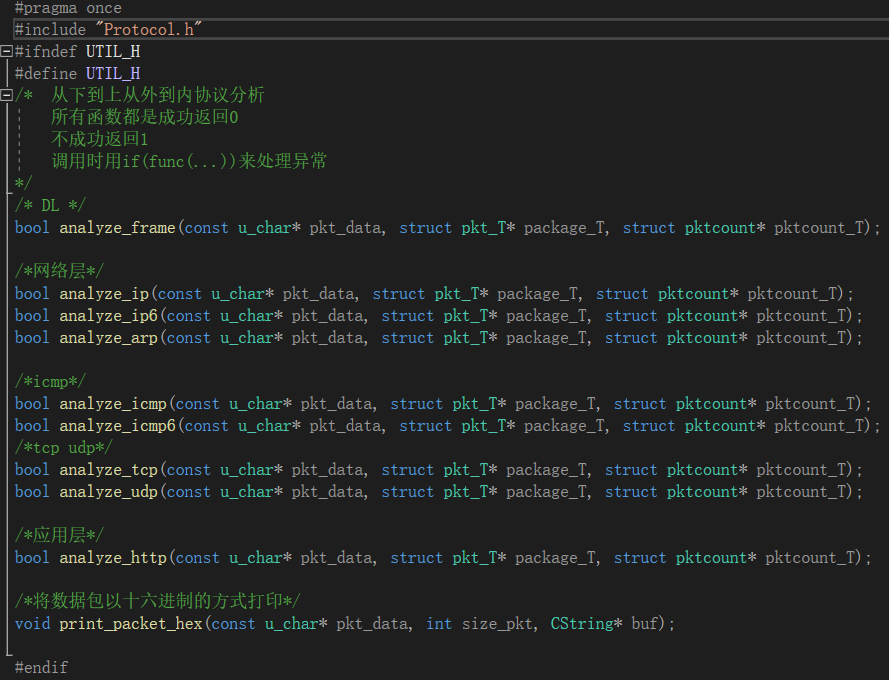 #pragma once
#include "Protocol.h"
#ifndef UTIL_H
#define UTIL_H
/*  从下到上从外到内协议分析
    所有函数都是成功返回0
    不成功返回1
    调用时用if(func(...))来处理异常
*/
/* DL */
bool analyze_frame(const u_char* pkt_data, struct pkt_T* package_T, struct pktcount* pktcount_T);

/*网络层*/
bool analyze_ip(const u_char* pkt_data, struct pkt_T* package_T, struct pktcount* pktcount_T);
bool analyze_ip6(const u_char* pkt_data, struct pkt_T* package_T, struct pktcount* pktcount_T);
bool analyze_arp(const u_char* pkt_data, struct pkt_T* package_T, struct pktcount* pktcount_T);

/*icmp*/
bool analyze_icmp(const u_char* pkt_data, struct pkt_T* package_T, struct pktcount* pktcount_T);
bool analyze_icmp6(const u_char* pkt_data, struct pkt_T* package_T, struct pktcount* pktcount_T);
/*tcp udp*/
bool analyze_tcp(const u_char* pkt_data, struct pkt_T* package_T, struct pktcount* pktcount_T);
bool analyze_udp(const u_char* pkt_data, struct pkt_T* package_T, struct pktcount* pktcount_T);

/*应用层*/
bool analyze_http(const u_char* pkt_data, struct pkt_T* package_T, struct pktcount* pktcount_T);

/*将数据包以十六进制的方式打印*/
void print_packet_hex(const u_char* pkt_data, int size_pkt, CString* buf);

#endif